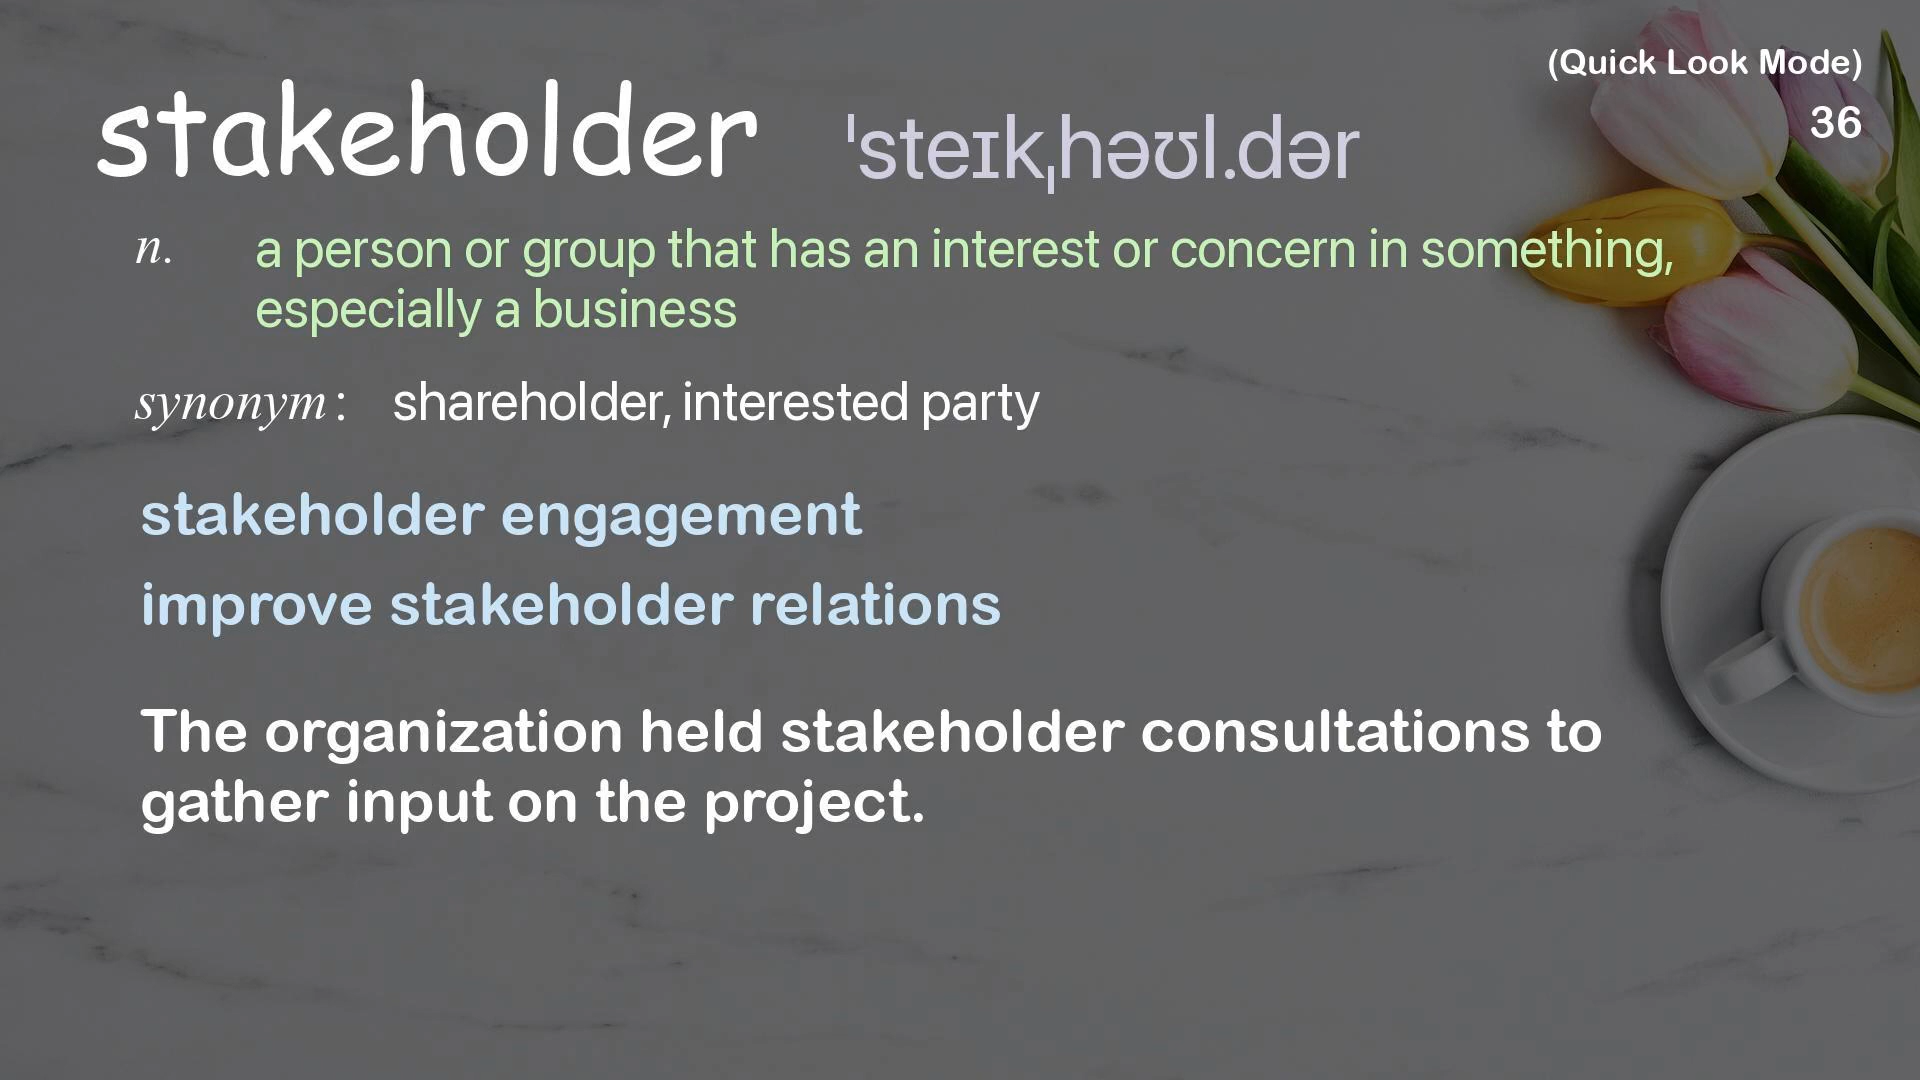 (Quick Look Mode)
36
stakeholder ˈsteɪkˌhəʊl.dər
n. a person or group that has an interest or concern in something,
especially a business
synonym: shareholder, interested party
stakeholder engagement
improve stakeholder relations
The organization held stakeholder consultations to
gather input on the project.